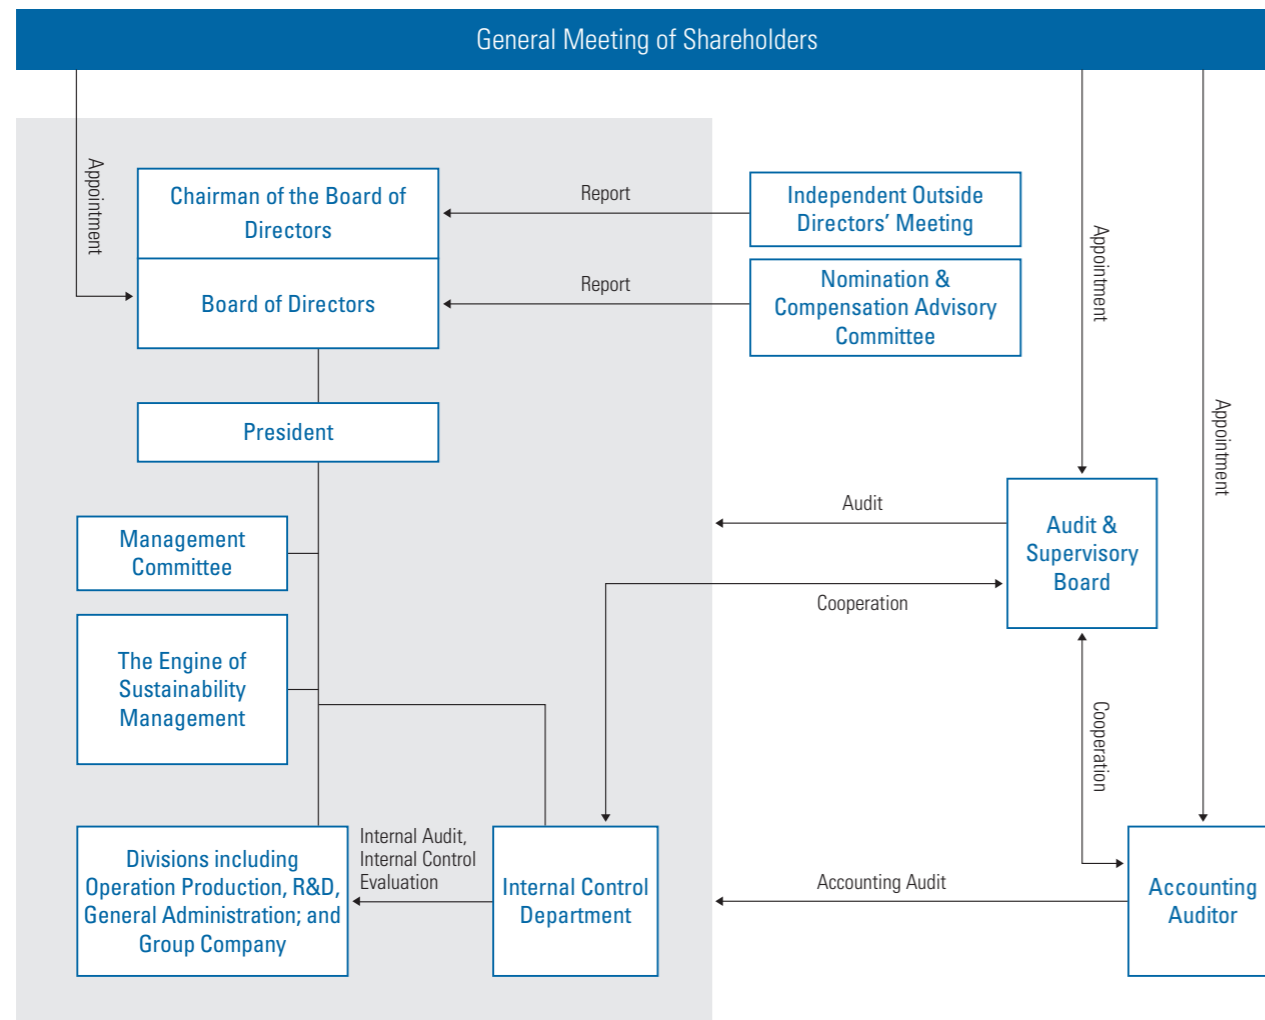 General Meeting of Shareholders
Appointment
Chairman of the Board of
Directors
Board of Directors
Report
Report
Independent Outside
Directors’ Meeting
Nomination &
Compensation Advisory
Committee
Appointment
Appointment
President
Management
Committee
Audit
Audit &
Supervisory
Board
Cooperation
The Engine of
Sustainability
Management
Cooperation
Divisions including
Operation Production, R&D,
General Administration; and
Group Company
Internal Audit,
Internal Control
Evaluation
Internal Control
Department
Accounting Audit
Accounting
Auditor